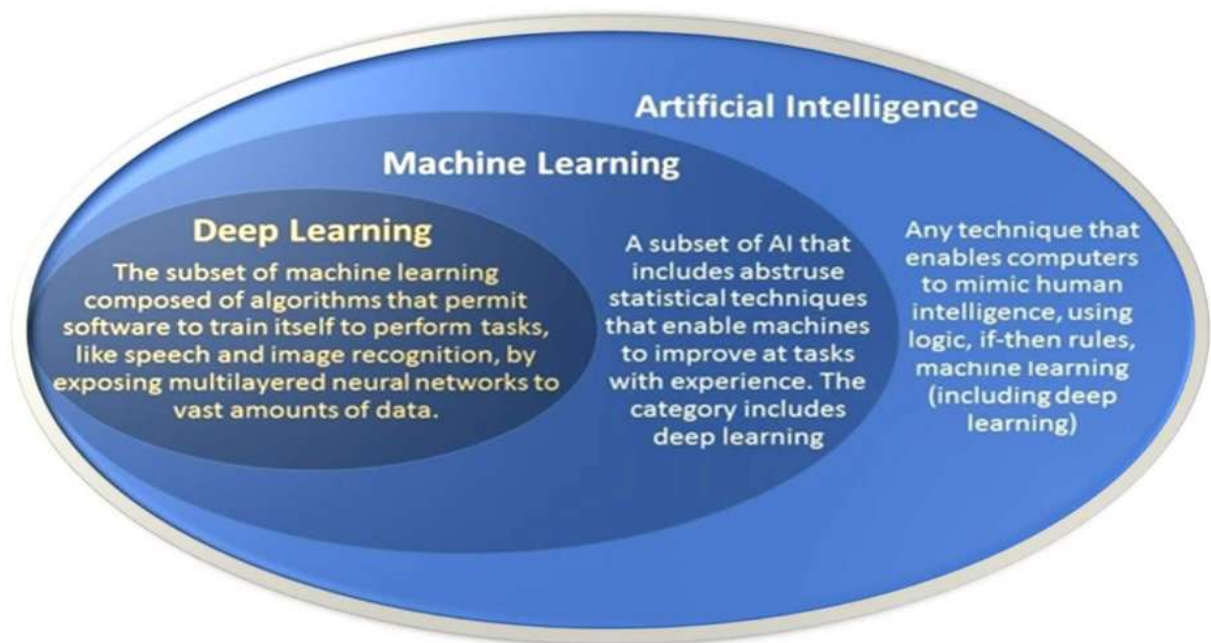 Artificial Intelligence
Machine Learning
Deep Learning
The subset of machine learning
composed of algorithms that permit
software to train itself to perform tasks,
like speech and image recognition, by
exposing multilayered neural networks to
vast amounts of data.
A subset of AI that
includes abstruse
statistical techniques
that enable machines
to improve at tasks
with experience. The
category includes
deep learning
Any technique that
enables computers
to mimic human
intelligence, using
logic, if-then rules,
machine learning
(including deep
learning)